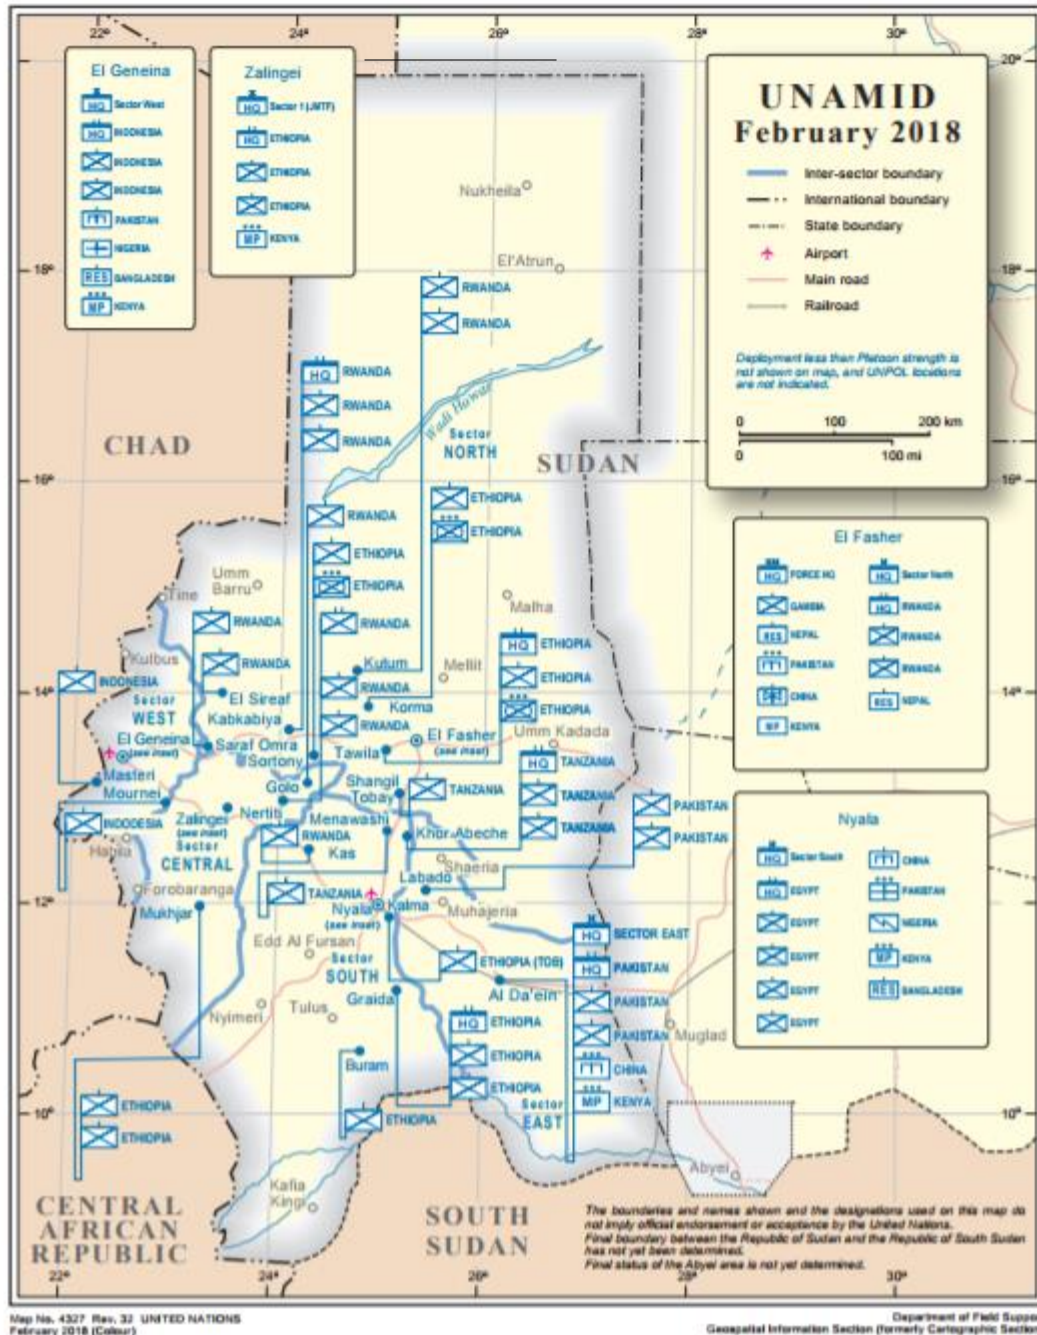 22°
24°
26°
28°
30°
20°
18°
18°
16°
16°
14°
14°
12°
12°
10°
10°
22°
24°
26°
28°
30°
UNAMID
February 2018
Inter-sector boundary
International boundary
State boundary
Airport
Main road
Railroad
Deployment less then Platoon strength is
not shown on map, and UNPOL locations
are not indicated.
0 100 200 km
0 100 mi
El Geneina
HQ Sector West
HQ INDONESIA
INDONESIA
INDONESIA
PAKISTAN
NIGERIA
RES BANGLADESH
MP KENYA
Zalingei
HQ Sector 1 (JMTF)
HQ ETHIOPIA
ETHIOPIA
ETHIOPIA
MP KENYA
El Fasher
HQ FORCE HQ
GAMBIA
RES NEPAL
PAKISTAN
CHINA
MP KENYA
HQ Sector North
HQ RWANDA
RWANDA
RWANDA
RES NEPAL
Nyala
HQ Sector South
HQ EGYPT
EGYPT
EGYPT
EGYPT
EGYPT
CHINA
PAKISTAN
NIGERIA
MP KENYA
RES BANGLADESH
Nukheila
El'Atrun
RWANDA
RWANDA
HQ RWANDA
RWANDA
RWANDA
Wadi Howar
Sector
NORTH
CHAD
SUDAN
RWANDA
ETHIOPIA
ETHIOPIA
RWANDA
RWANDA
RWANDA
ETHIOPIA
ETHIOPIA
Umm
Barru
Tine
Malha
RWANDA
RWANDA
Kulbus
INDONESIA
Sector
WEST
El Sireaf
Kutum
Mellit
Korma
HQ ETHIOPIA
ETHIOPIA
ETHIOPIA
Kabkabiya
El Geneina
(see inset)
Saraf Omra
Sortony
Tawila
El Fasher
(see inset)
Umm Kadada
Masteri
Mournei
Golo
Shangil
Tobay
TANZANIA
HQ TANZANIA
TANZANIA
TANZANIA
PAKISTAN
PAKISTAN
INDODESIA
Habila
Zalingei
(see inset)
Sector
CENTRAL
Nertiti
Menawashi
RWANDA
Kas
Khor Abeche
Shaeria
Labado
Forobaranga
Mukhjar
TANZANIA
Nyala
(see inset)
Kalma
Muhajeria
Edd Al Fursan
Sector
SOUTH
ETHIOPIA (TOB)
Graida
Al Da'ein
HQ SECTOR EAST
HQ PAKISTAN
PAKISTAN
PAKISTAN
CHINA
MP KENYA
Nyimeri
Tulus
HQ ETHIOPIA
ETHIOPIA
ETHIOPIA
Muglad
Buram
Sector
EAST
ETHIOPIA
ETHIOPIA
ETHIOPIA
Abyei
Kafia
Kingi
CENTRAL
AFRICAN
REPUBLIC
SOUTH
SUDAN
The boundaries and names shown and the designations used on this map do
not imply official endorsement or acceptance by the United Nations.
Final boundary between the Republic of Sudan and the Republic of South Sudan
has not yet been determined.
Final status of the Abyei area is not yet determined.
Map No. 4327 Rev. 32 UNITED NATIONS
February 2018 (Colour)
Department of Field Suppo
Geospatial Information Section (formerly Cartographic Section